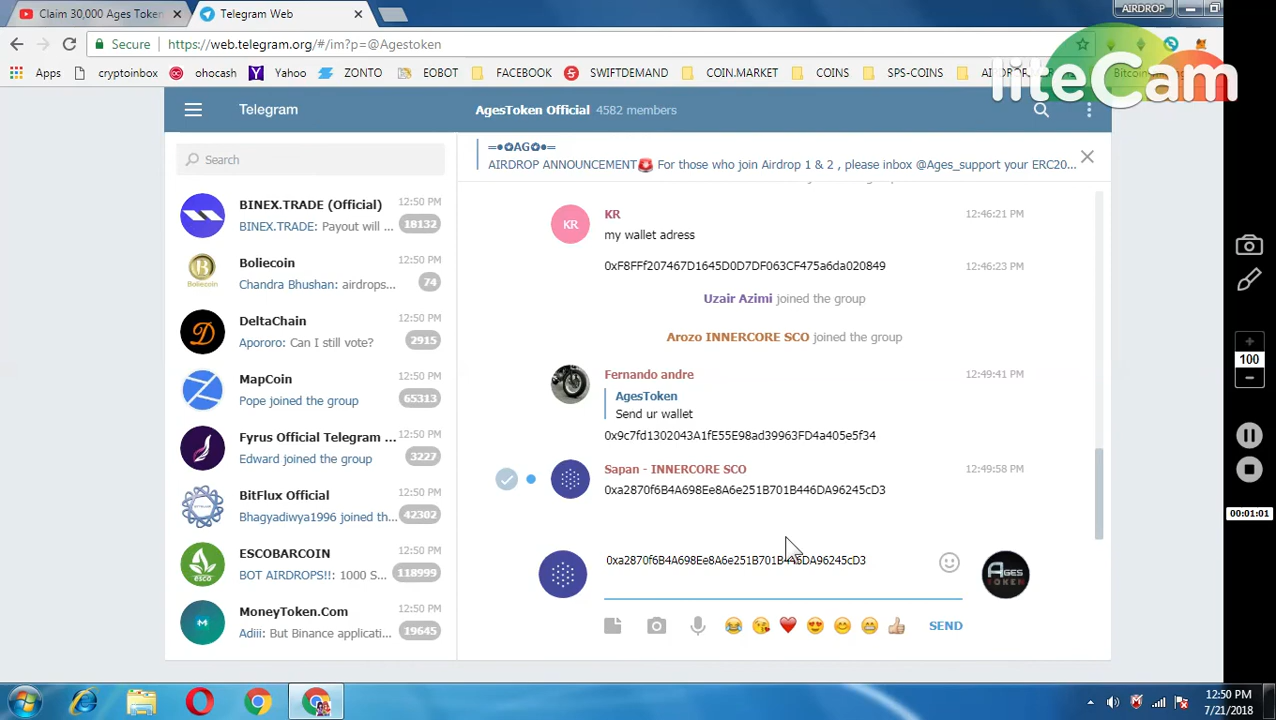 Claim 30,000 Ages Token
Telegram Web
AIRDROP
Secure
https://web.telegram.org/#/im?p=@Agestoken
Apps cryptoinbox ohocash Yahoo ZONTO EOBOT FACEBOOK SWIFTDEMAND COIN.MARKET COINS SPS-COINS
liteCam
Telegram
AgesToken Official 4582 members
Search
═●✪AG✪●═
AIRDROP ANNOUNCEMENT🚨 For those who join Airdrop 1 & 2 , please inbox @Ages_support your ERC20...
BINEX.TRADE (Official) 12:50 PM
BINEX.TRADE: Payout will ... 18132
Boliecoin 12:50 PM
Chandra Bhushan: airdrops... 74
DeltaChain 12:50 PM
Apororo: Can I still vote? 2915
MapCoin 12:50 PM
Pope joined the group 65313
Fyrus Official Telegram ... 12:50 PM
Edward joined the group 3227
BitFlux Official 12:50 PM
Bhagyadiwya1996 joined th... 42302
ESCOBARCOIN 12:50 PM
BOT AIRDROPS!!: 1000 S... 118999
MoneyToken.Com 12:50 PM
Adiii: But Binance applicati... 19645
KR
KR 12:46:21 PM
my wallet adress
0xF8FFf207467D1645D0D7DF063CF475a6da020849 12:46:23 PM
Uzair Azimi joined the group
Arozo INNERCORE SCO joined the group
Fernando andre 12:49:41 PM
AgesToken
Send ur wallet
0x9c7fd1302043A1fE55E98ad39963FD4a405e5f34
Sapan - INNERCORE SCO 12:49:58 PM
0xa2870f6B4A698Ee8A6e251B701B446DA96245cD3
0xa2870f6B4A698Ee8A6e251B701B446DA96245cD3
AGES
TOKEN
SEND
100
00:01:01
12:50 PM
7/21/2018